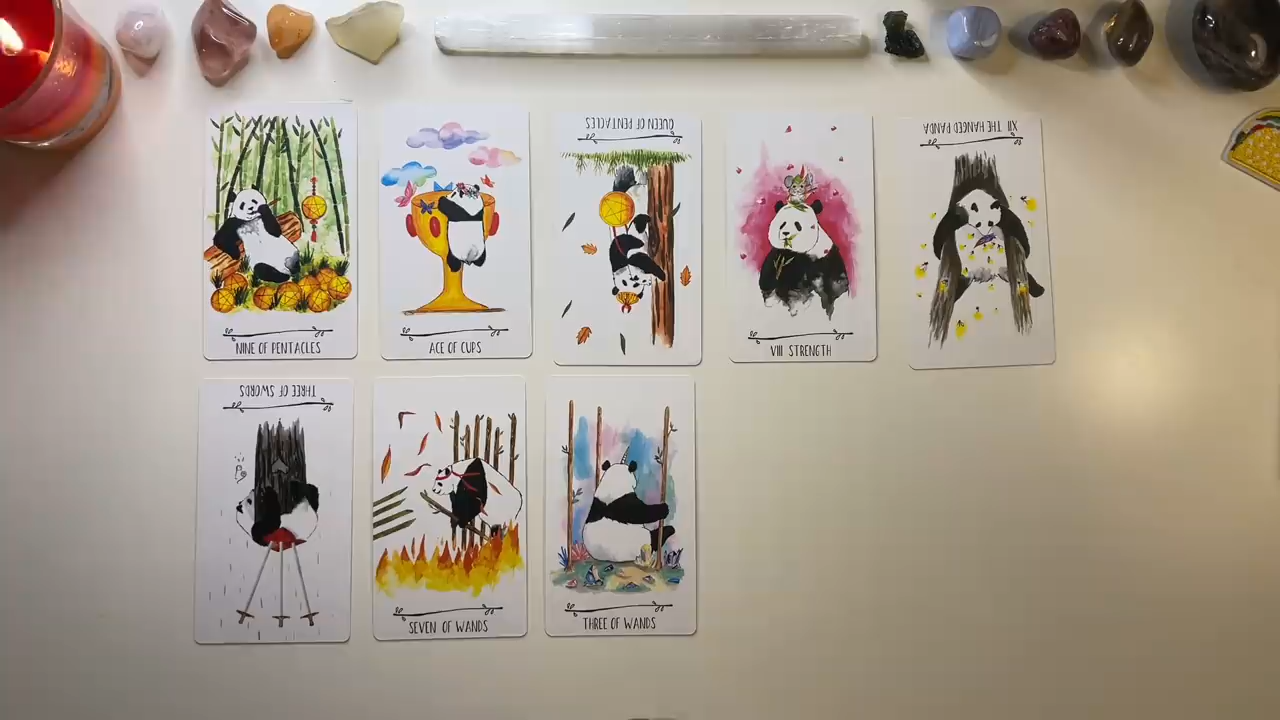 NINE OF PENTACLES
ACE OF CUPS
QUEEN OF PENTACLES
VIII STRENGTH
XII THE HANGED PANDA
THREE OF SWORDS
SEVEN OF WANDS
THREE OF WANDS